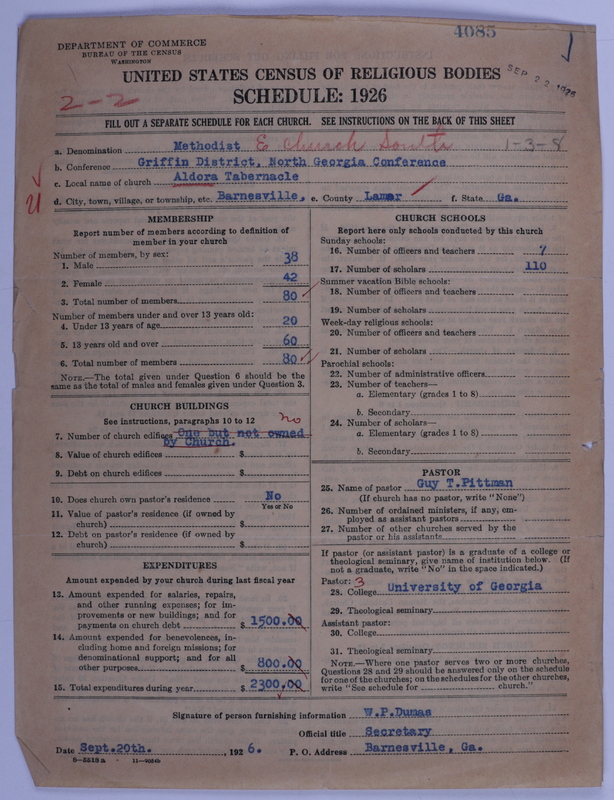 4085
DEPARTMENT OF COMMERCE
BUREAU OF THE CENSUS
WASHINGTON
SEP 22 1926
UNITED STATES CENSUS OF RELIGIOUS BODIES
2-2
SCHEDULE: 1926
FILL OUT A SEPARATE SCHEDULE FOR EACH CHURCH. SEE INSTRUCTIONS ON THE BACK OF THIS SHEET
a. Denomination Methodist E Church South 1-3-8
b. Conference Griffin District, North Georgia Conference
c. Local name of church Aldora Tabernacle
d. City, town, village, or township, etc. Barnesville, e. County Lamar f. State Ga.
MEMBERSHIP
Report number of members according to definition of
member in your church
Number of members, by sex:
1. Male 38
2. Female 42
3. Total number of members 80
Number of members under and over 13 years old:
4. Under 13 years of age 20
5. 13 years old and over 60
6. Total number of members 80
NOTE.—The total given under Question 6 should be
the same as the total of males and females given under Question 3.
CHURCH BUILDINGS
See instructions, paragraphs 10 to 12 no
7. Number of church edifices One but not owned
by Church.
8. Value of church edifices $
9. Debt on church edifices $
10. Does church own pastor's residence No
Yes or No
11. Value of pastor's residence (if owned by
church) $
12. Debt on pastor's residence (if owned by
church) $
EXPENDITURES
Amount expended by your church during last fiscal year
13. Amount expended for salaries, repairs,
and other running expenses; for im-
provements or new buildings; and for
payments on church debt $ 1500.00
14. Amount expended for benevolences, in-
cluding home and foreign missions; for
denominational support; and for all
other purposes $ 800.00
15. Total expenditures during year $ 2300.00
CHURCH SCHOOLS
Report here only schools conducted by this church
Sunday schools:
16. Number of officers and teachers 7
17. Number of scholars 110
Summer vacation Bible schools:
18. Number of officers and teachers
19. Number of scholars
Week-day religious schools:
20. Number of officers and teachers
21. Number of scholars
Parochial schools:
22. Number of administrative officers
23. Number of teachers—
a. Elementary (grades 1 to 8)
b. Secondary
24. Number of scholars—
a. Elementary (grades 1 to 8)
b. Secondary
PASTOR
25. Name of pastor Guy T.Pittman
(If church has no pastor, write "None")
26. Number of ordained ministers, if any, em-
ployed as assistant pastors
27. Number of other churches served by the
pastor or his assistants
If pastor (or assistant pastor) is a graduate of a college or
theological seminary, give name of institution below. (If
not a graduate, write "No" in the space indicated.)
Pastor: 3
28. College University of Georgia
29. Theological seminary
Assistant pastor:
30. College
31. Theological seminary
NOTE.—Where one pastor serves two or more churches,
Questions 28 and 29 should be answered only on the schedule
for one of the churches; on the schedules for the other churches,
write "See schedule for church."
Signature of person furnishing information W.P.Dumas
Official title Secretary
Date Sept.20th. , 1926. P. O. Address Barnesville, Ga.